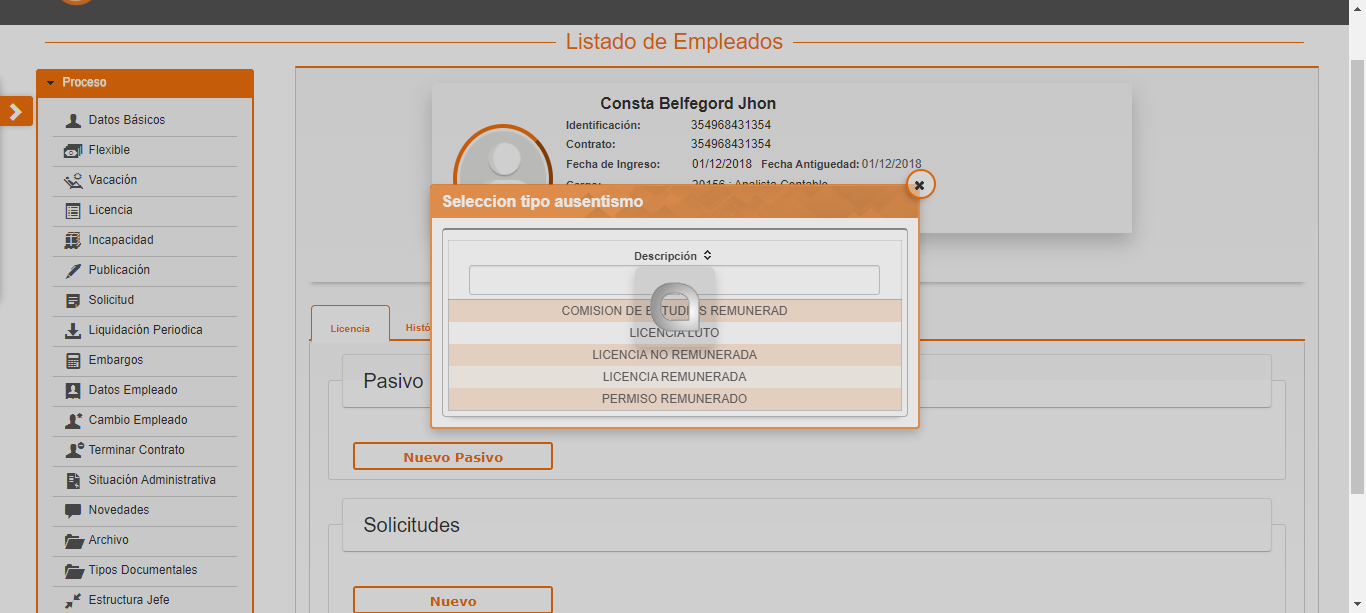 Listado de Empleados
Proceso
Datos Básicos
Flexible
Vacación
Licencia
Incapacidad
Publicación
Solicitud
Liquidación Periodica
Embargos
Datos Empleado
Cambio Empleado
Terminar Contrato
Situación Administrativa
Novedades
Archivo
Tipos Documentales
Estructura Jefe
Consta Belfegord Jhon
Identificación: 354968431354
Contrato: 354968431354
Fecha de Ingreso: 01/12/2018 Fecha Antiguedad: 01/12/2018
Cargo: 20156 : Analista Contable
Seleccion tipo ausentismo
Descripción
COMISION DE ESTUDIOS REMUNERAD
LICENCIA LUTO
LICENCIA NO REMUNERADA
LICENCIA REMUNERADA
PERMISO REMUNERADO
Licencia Histó
Pasivo
Nuevo Pasivo
Solicitudes
Nuevo